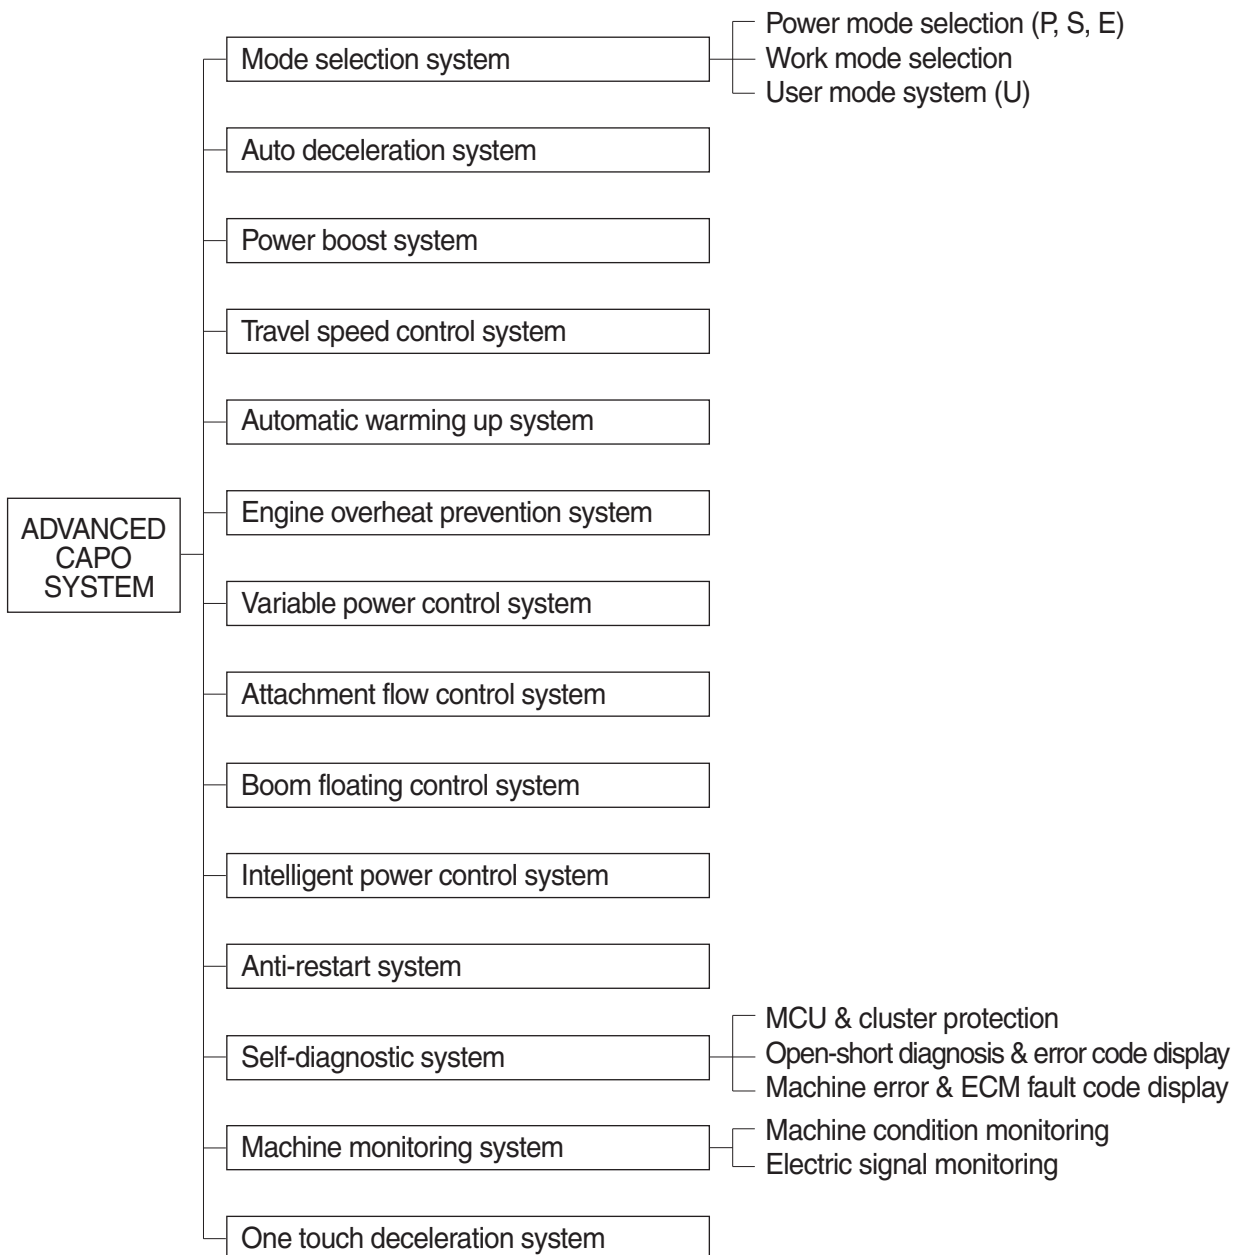 Power mode selection (P, S, E)
Mode selection system
Work mode selection
User mode system (U)
Auto deceleration system
Power boost system
Travel speed control system
Automatic warming up system
Engine overheat prevention system
ADVANCED
CAPO
SYSTEM
Variable power control system
Attachment flow control system
Boom floating control system
Intelligent power control system
Anti-restart system
MCU & cluster protection
Self-diagnostic system
Open-short diagnosis & error code display
Machine error & ECM fault code display
Machine condition monitoring
Machine monitoring system
Electric signal monitoring
One touch deceleration system